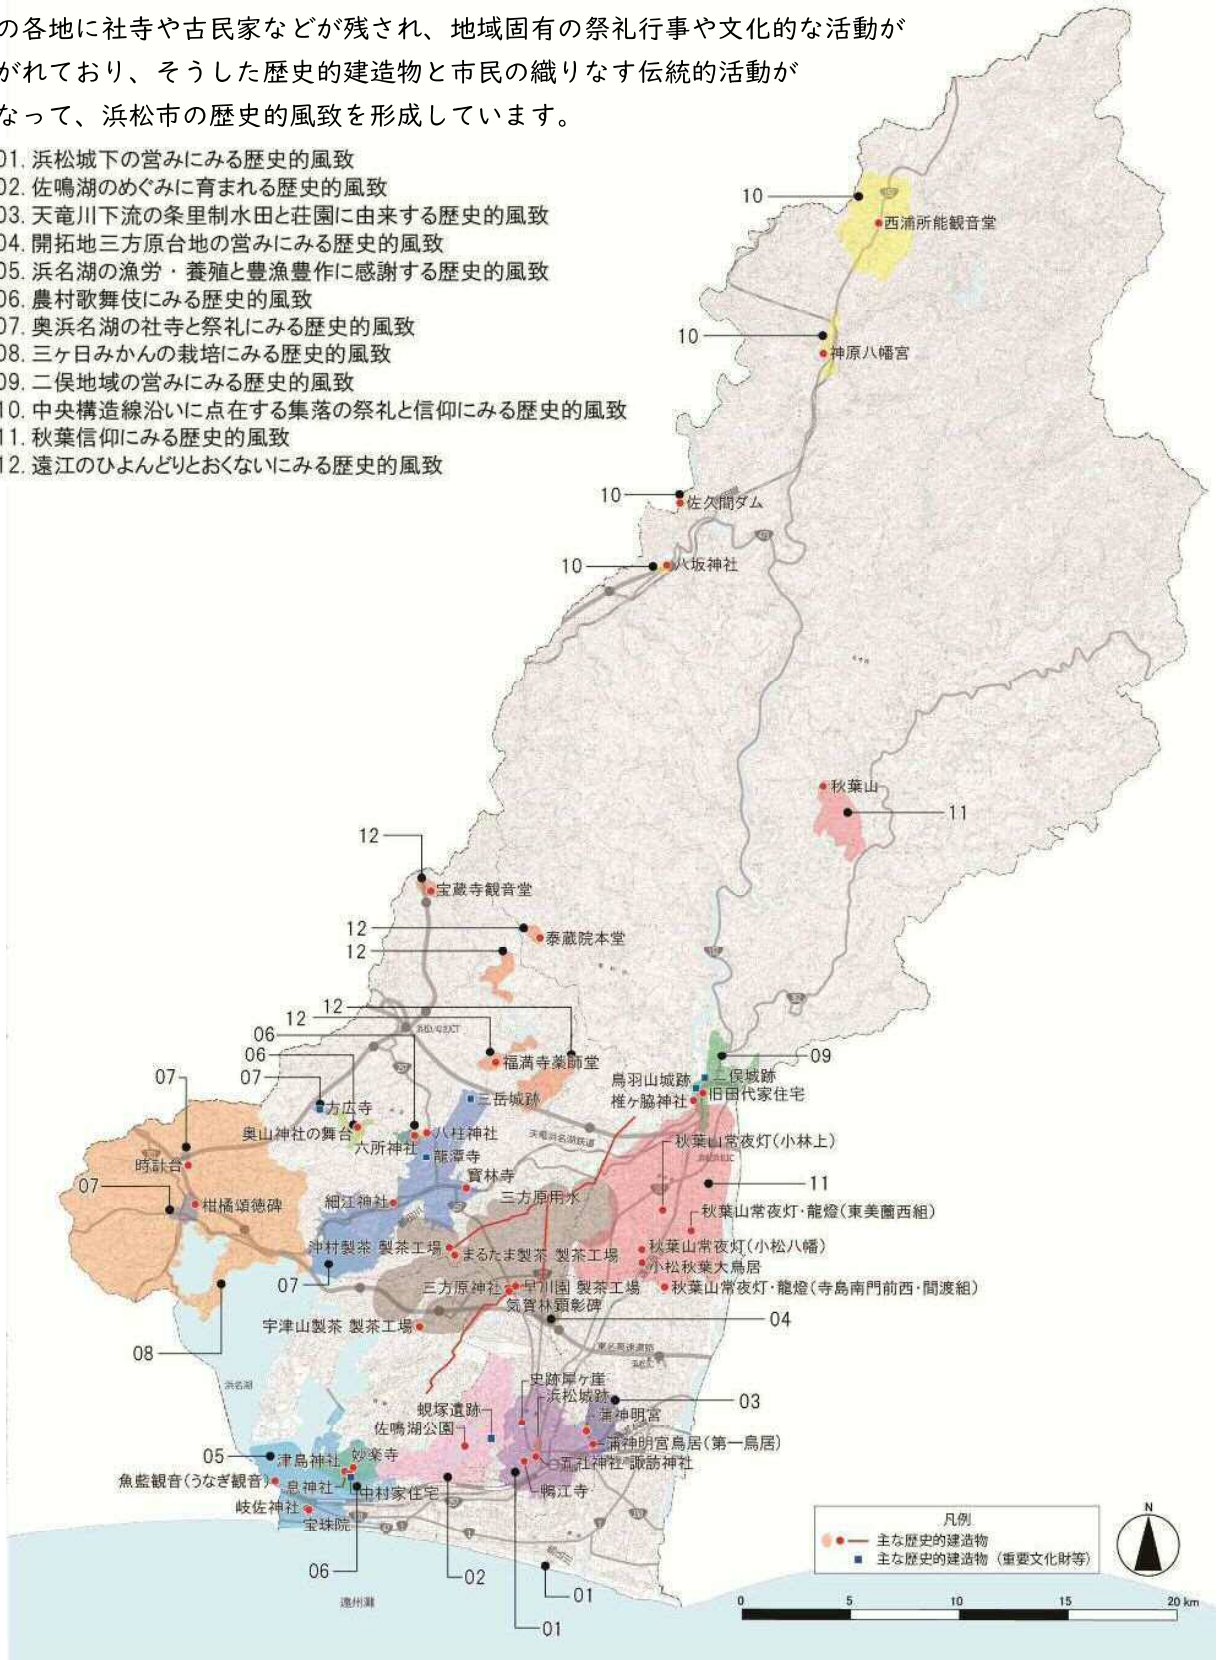 の各地に社寺や古民家などが残され、地域固有の祭礼行事や文化的な活動が
がれており、そうした歴史的建造物と市民の織りなす伝統的活動が
なって、浜松市の歴史的風致を形成しています。
01. 浜松城下の営みにみる歴史的風致
02. 佐鳴湖のめぐみに育まれる歴史的風致
03. 天竜川下流の条里制水田と荘園に由来する歴史的風致
04. 開拓地三方原台地の営みにみる歴史的風致
05. 浜名湖の漁労・養殖と豊漁豊作に感謝する歴史的風致
06. 農村歌舞伎にみる歴史的風致
07. 奥浜名湖の社寺と祭礼にみる歴史的風致
08. 三ヶ日みかんの栽培にみる歴史的風致
09. 二俣地域の営みにみる歴史的風致
10. 中央構造線沿いに点在する集落の祭礼と信仰にみる歴史的風致
11. 秋葉信仰にみる歴史的風致
12. 遠江のひよんどりとおくないにみる歴史的風致
10
西浦所能観音堂
10
神原八幡宮
10
佐久間ダム
10
八坂神社
秋葉山
11
12
宝蔵寺観音堂
12
泰蔵院本堂
12
12
12
06
福満寺薬師堂
06
07
07
09
二俣城跡
鳥羽山城跡
旧田代家住宅
椎ヶ脇神社
三岳城跡
方広寺
奥山神社の舞台
八柱神社
六所神社
天竜浜名湖鉄道
秋葉山常夜灯(小林上)
龍潭寺
時計台
07
寶林寺
11
柑橘頌徳碑
細江神社
三方原用水
秋葉山常夜灯・龍燈(東美薗西組)
沖村製茶 製茶工場
まるたま製茶 製茶工場
秋葉山常夜灯(小松八幡)
小松秋葉大鳥居
07
三方原神社
早川園 製茶工場
秋葉山常夜灯・龍燈(寺島南門前西・間渡組)
気賀林顕彰碑
04
宇津山製茶 製茶工場
08
東名高速道路
浜名湖
史跡犀ヶ崖
浜松城跡
03
蜆塚遺跡
蒲神明宮
佐鳴湖公園
蒲神明宮鳥居(第一鳥居)
05
津島神社
妙楽寺
五社神社 諏訪神社
魚藍観音(うなぎ観音)
息神社
中村家住宅
鴨江寺
岐佐神社
宝珠院
06
02
01
01
遠州灘
凡例
主な歴史的建造物
主な歴史的建造物（重要文化財等）
N
0 5 10 15 20 km